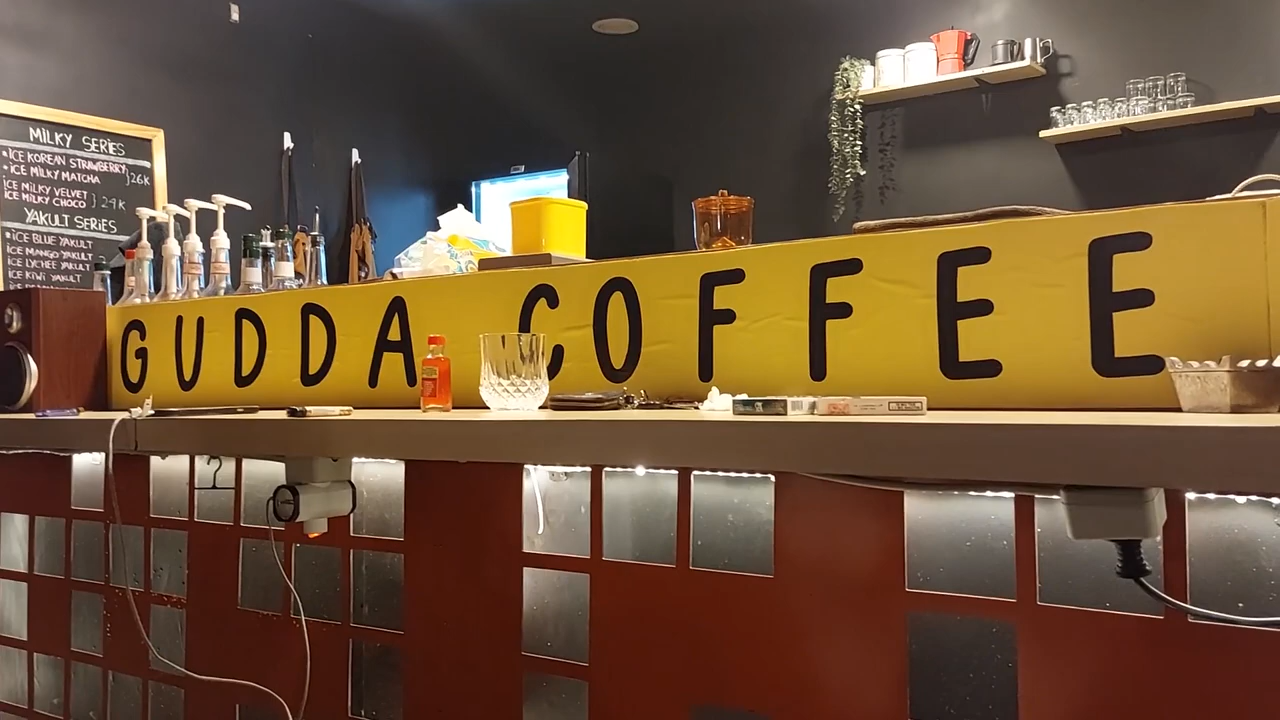 MILKY SERIES
*ICE KOREAN STRAWBERRY
*ICE MILKY MATCHA }26K
ICE MILKY VELVET
ICE MILKY CHOCO } 24K
YAKULT SERIES
*ICE BLUE YAKULT
ICE MANGO YAKULT
ICE LYCHEE YAKULT
ICE KIWI YAKULT
GUDDA COFFEE